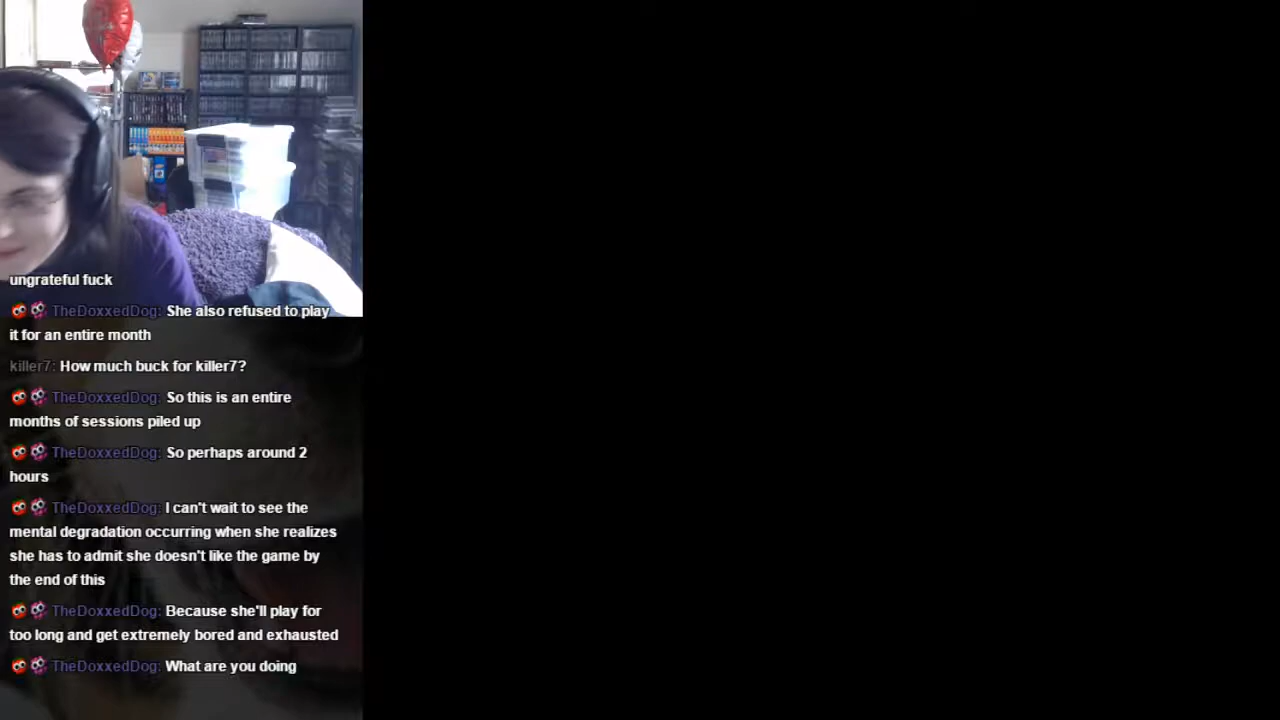 ungrateful fuck
TheDoxxedDog: She also refused to play
it for an entire month
killer7: How much buck for killer7?
TheDoxxedDog: So this is an entire
months of sessions piled up
TheDoxxedDog: So perhaps around 2
hours
TheDoxxedDog: I can't wait to see the
mental degradation occurring when she realizes
she has to admit she doesn't like the game by
the end of this
TheDoxxedDog: Because she'll play for
too long and get extremely bored and exhausted
TheDoxxedDog: What are you doing